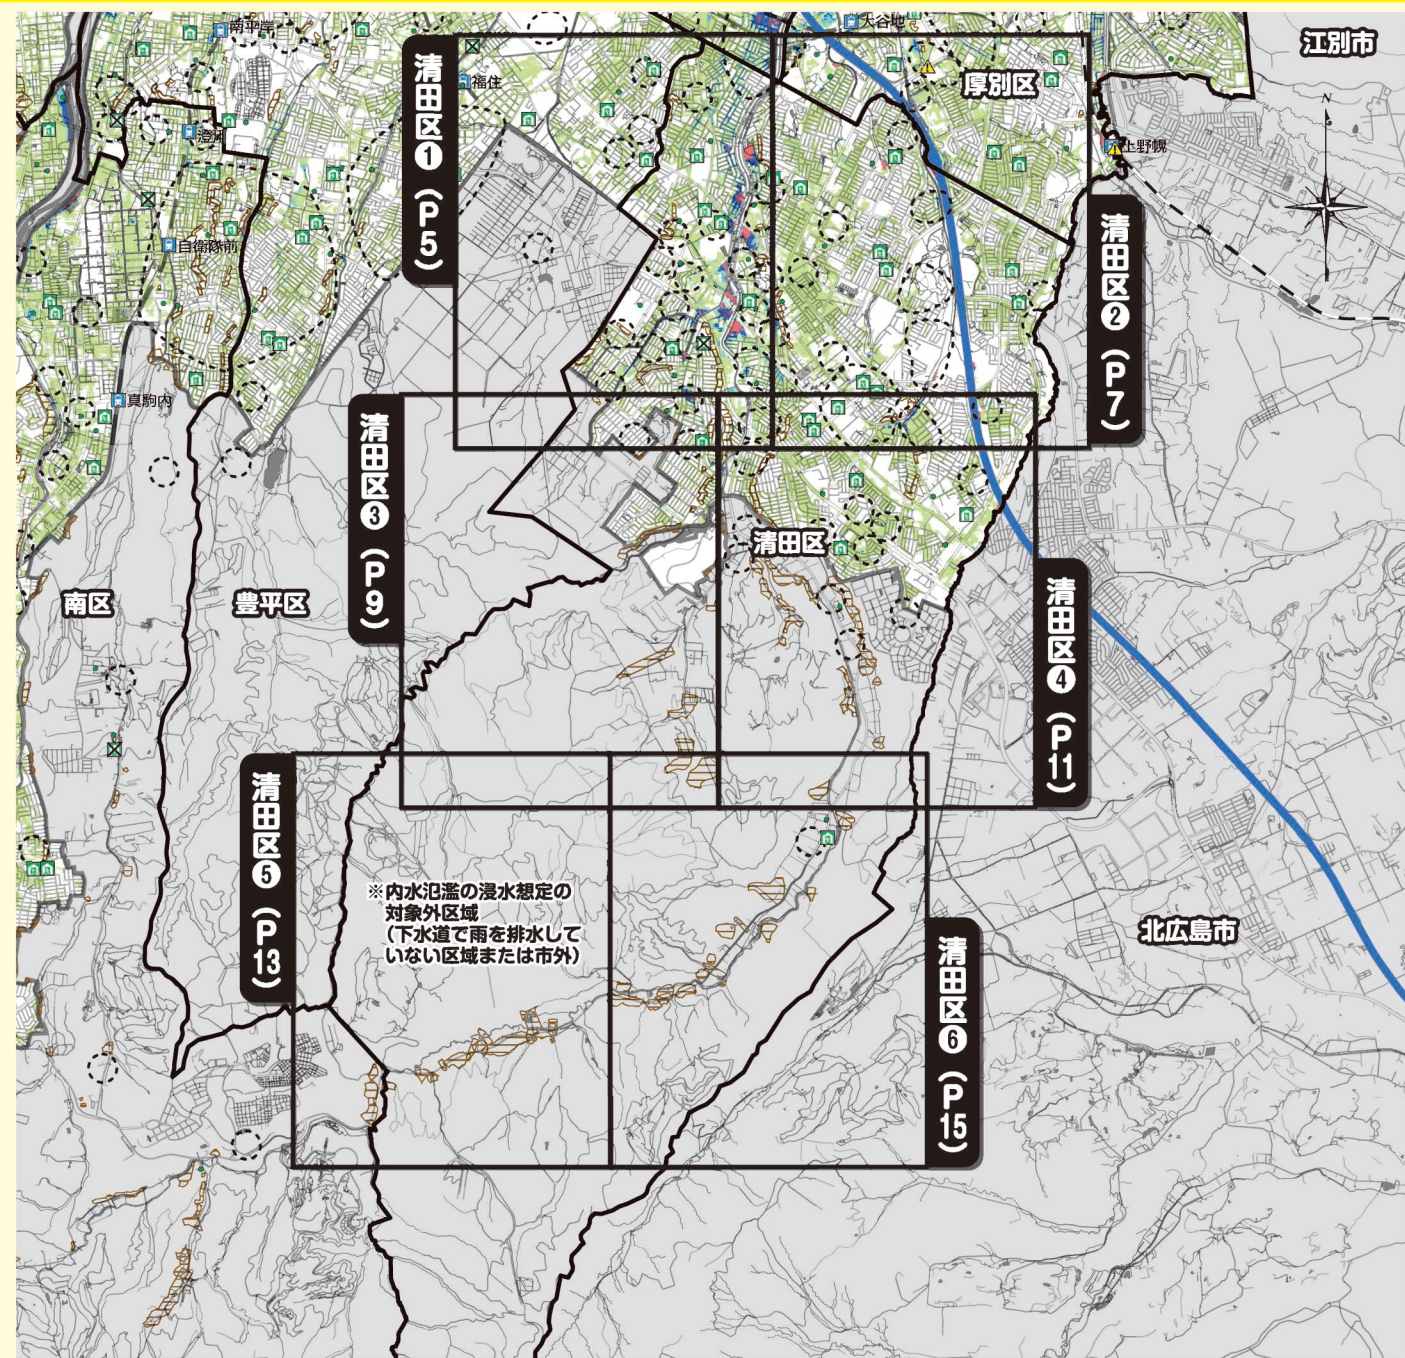 南平岸
大谷地
江別市
福住
厚別区
澄川
上野幌
清田区❶（P5）
清田区❷（P7）
N
自衛隊前
真駒内
清田区❸（P9）
清田区
清田区❹（P11）
南区
豊平区
清田区❺（P13）
※内水氾濫の浸水想定の
対象外区域
（下水道で雨を排水して
いない区域または市外）
北広島市
清田区❻（P15）